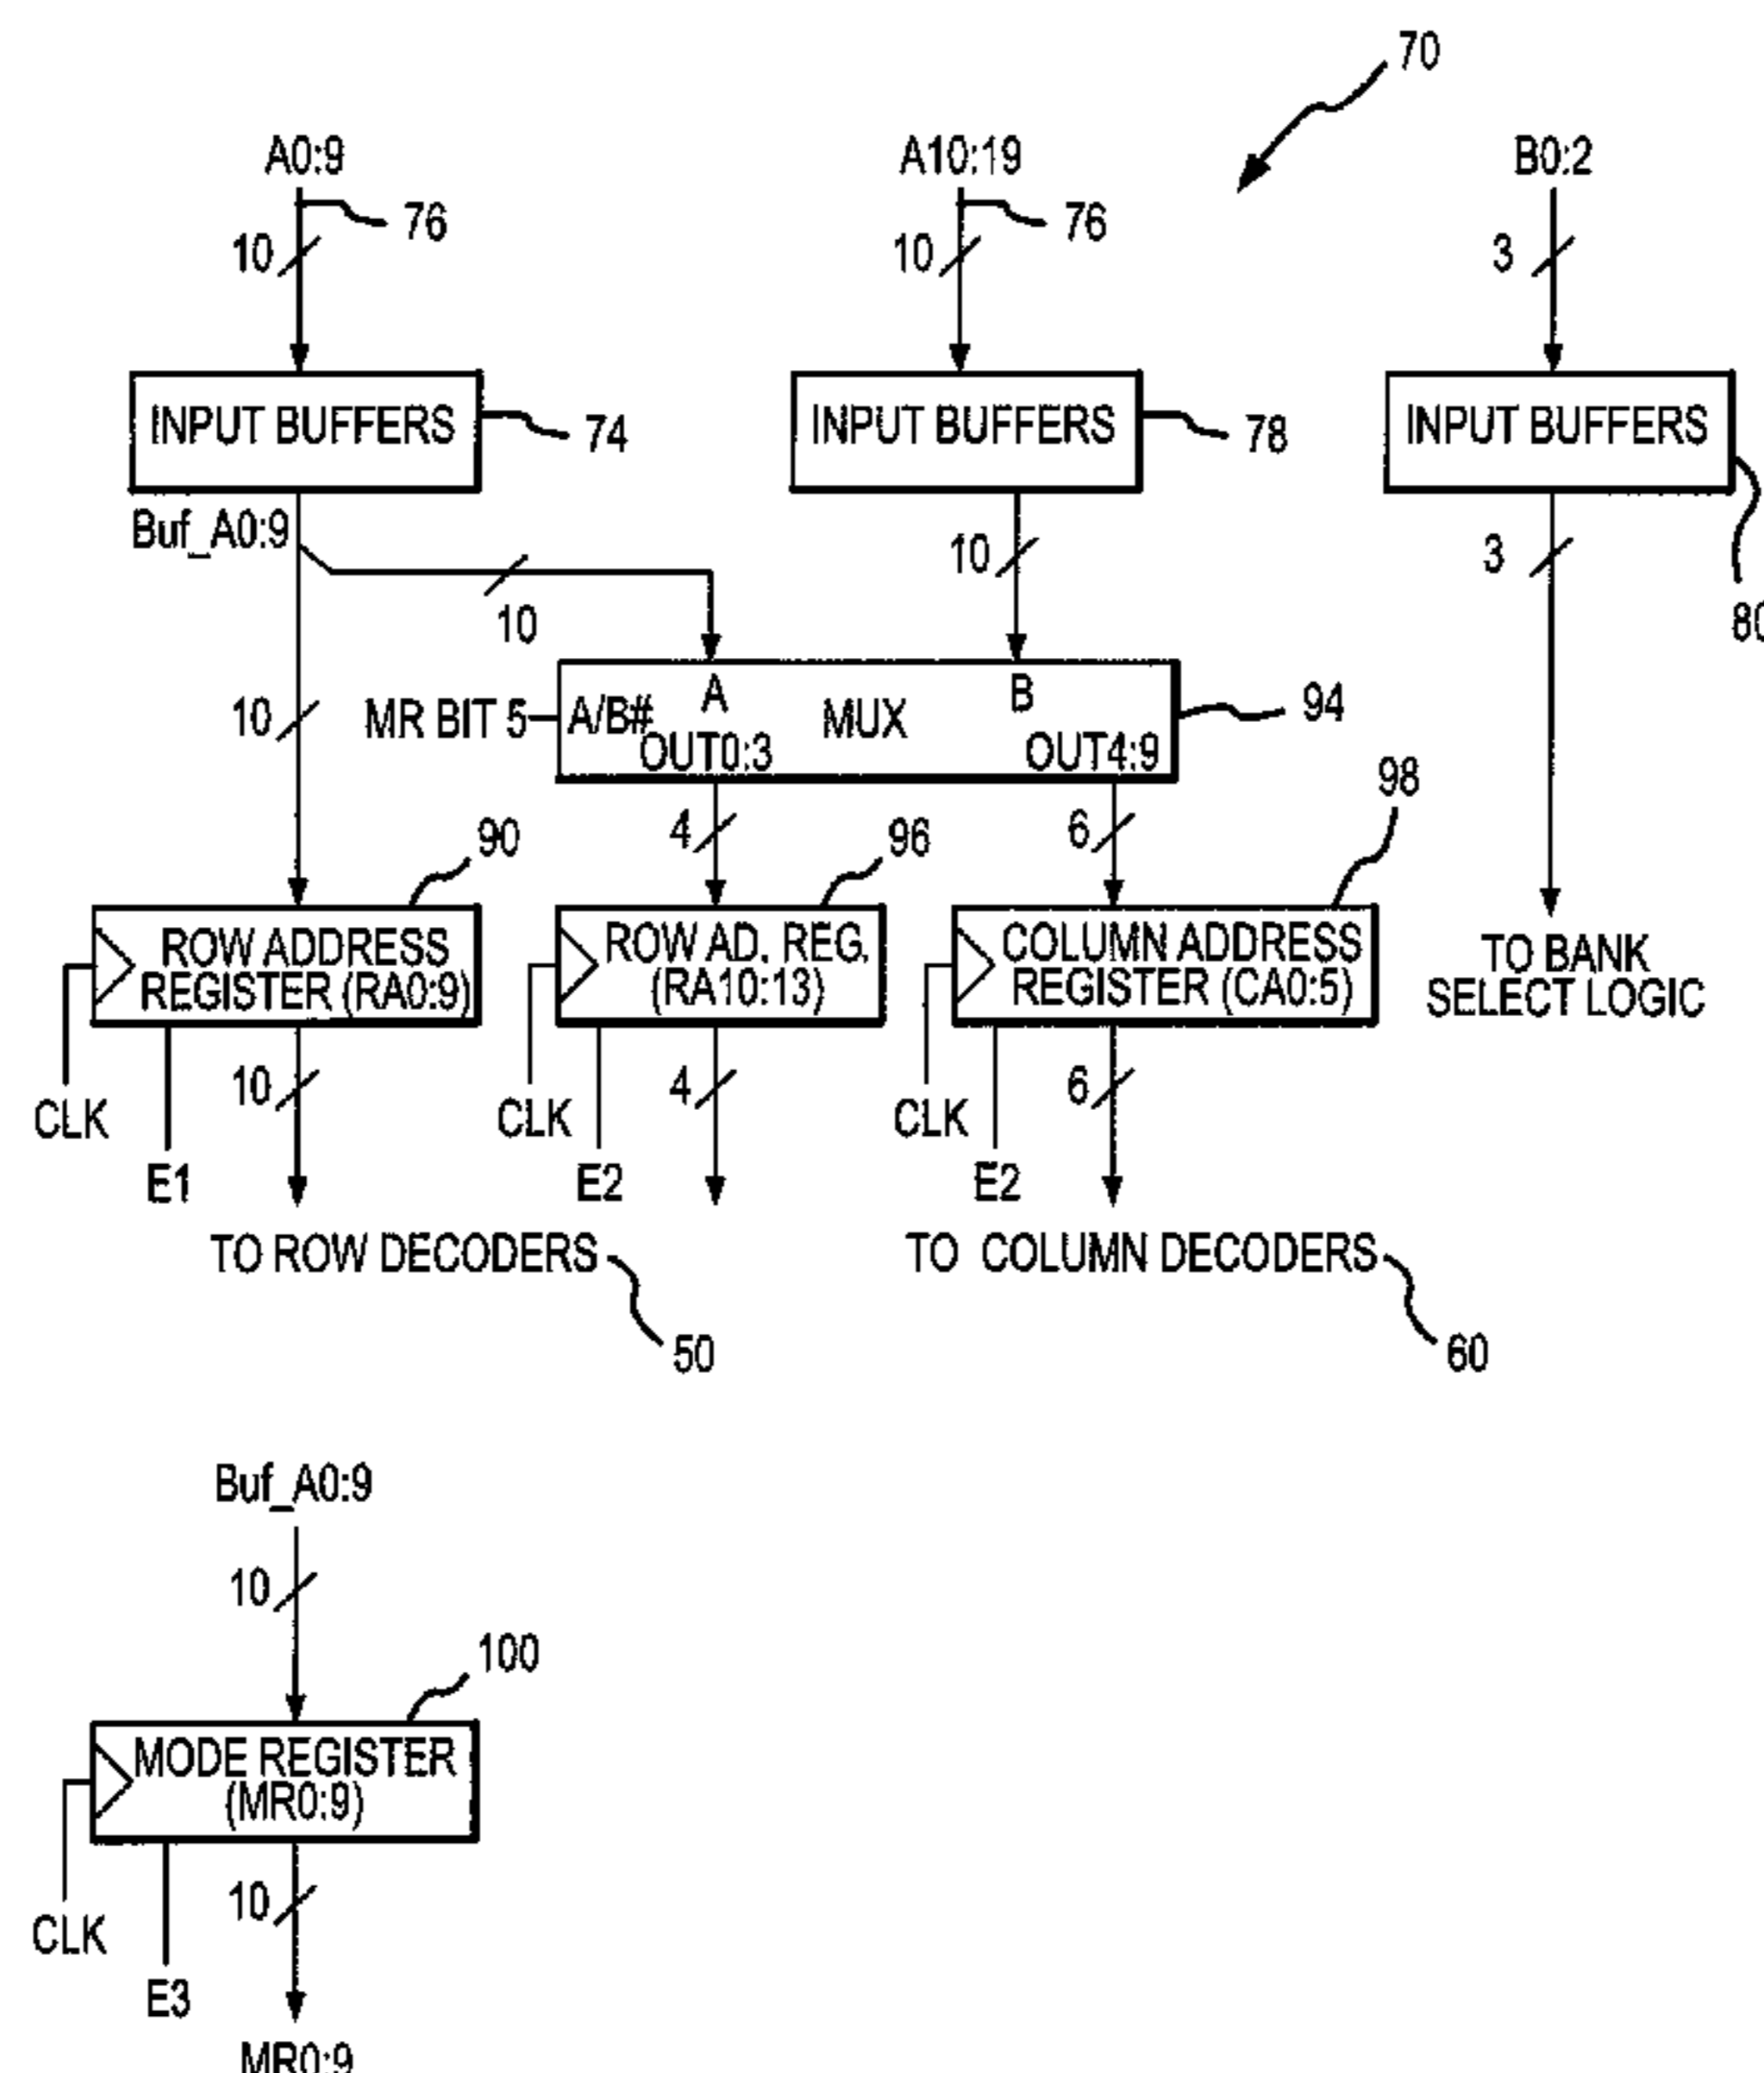 70
A0:9
A10:19
B0:2
76
76
10
10
3
INPUT BUFFERS
INPUT BUFFERS
INPUT BUFFERS
74
78
80
Buf_A0:9
10
10
3
10
MR BIT 5
A/B#
A
MUX
B
OUT0:3
OUT4:9
94
4
6
90
96
98
ROW ADDRESS
REGISTER (RA0:9)
ROW AD. REG.
(RA10:13)
COLUMN ADDRESS
REGISTER (CA0:5)
TO BANK
SELECT LOGIC
CLK
E1
10
CLK
E2
4
CLK
E2
6
TO ROW DECODERS
TO COLUMN DECODERS
50
60
Buf_A0:9
10
100
MODE REGISTER
(MR0:9)
CLK
E3
10
MR0:9